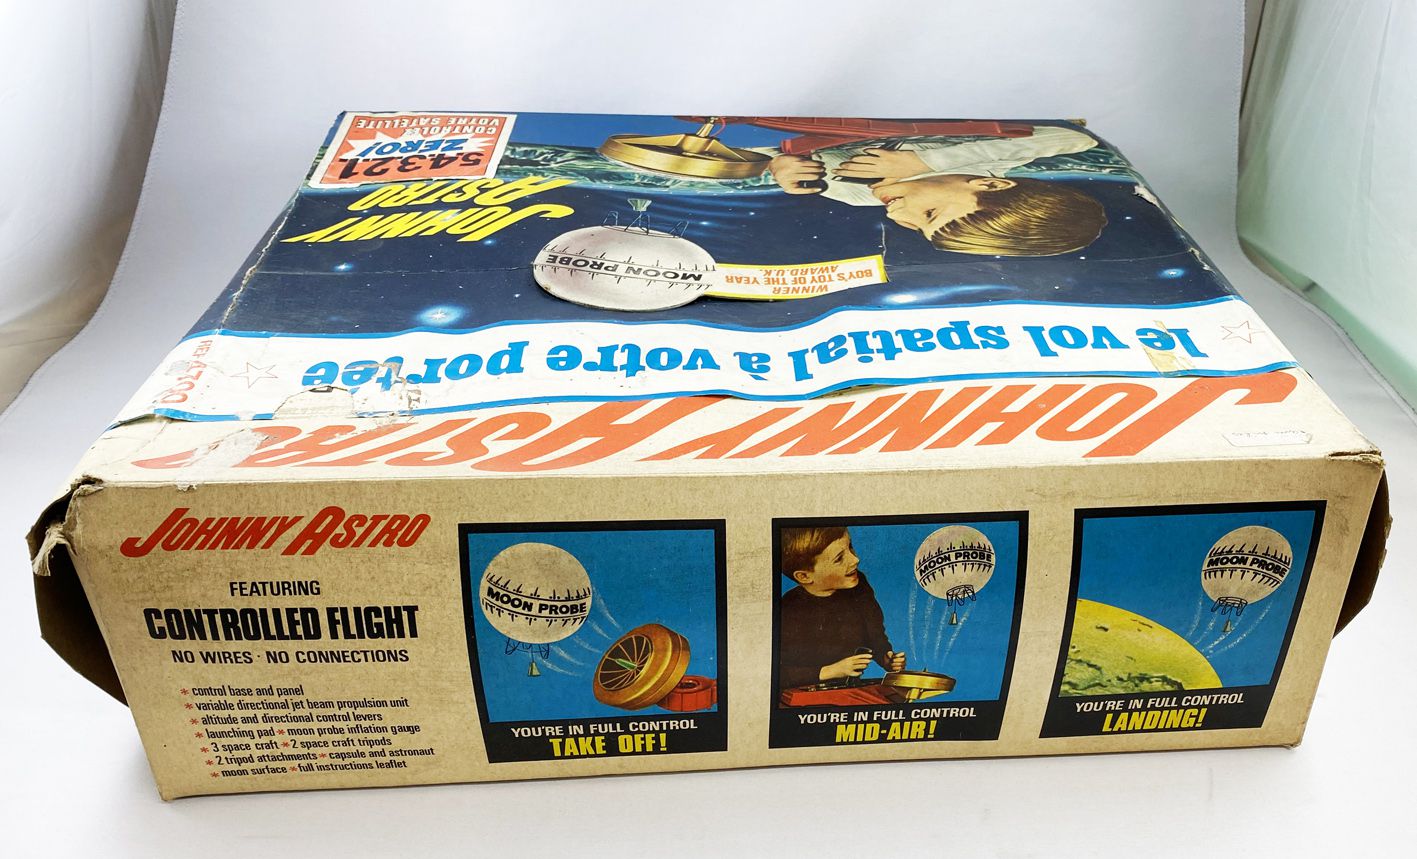 5.4.3.2.1..
ZERO!
CONTRÔLEZ
VOTRE SATELLITE
JOHNNY
ASTRO
MOON PROBE
WINNER
BOY'S TOY OF THE YEAR
AWARD.U.K.
le vol spatial à votre portée
JOHNNY ASTRO
JOHNNY ASTRO
FEATURING
CONTROLLED FLIGHT
NO WIRES · NO CONNECTIONS
* control base and panel
* variable directional jet beam propulsion unit
* altitude and directional control levers
* launching pad * moon probe inflation gauge
* 3 space craft * 2 space craft tripods
* 2 tripod attachments * capsule and astronaut
* moon surface * full instructions leaflet
MOON PROBE
YOU'RE IN FULL CONTROL
TAKE OFF!
MOON PROBE
YOU'RE IN FULL CONTROL
MID-AIR!
MOON PROBE
YOU'RE IN FULL CONTROL
LANDING!